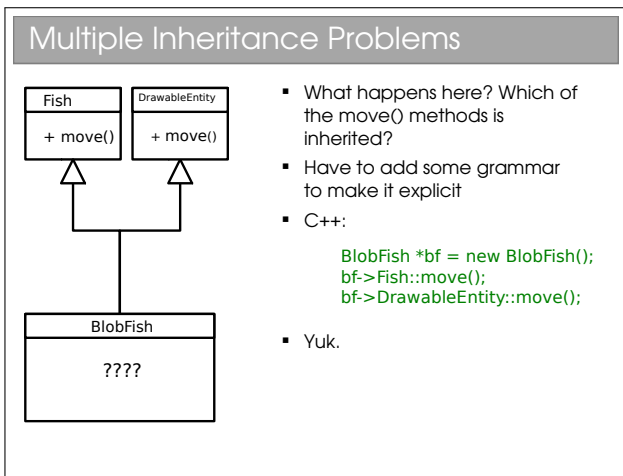 Multiple Inheritance Problems
Fish
+ move()
DrawableEntity
+ move()
BlobFish
????
▪ What happens here? Which of
the move() methods is
inherited?
▪ Have to add some grammar
to make it explicit
▪ C++:
BlobFish *bf = new BlobFish();
bf->Fish::move();
bf->DrawableEntity::move();
▪ Yuk.